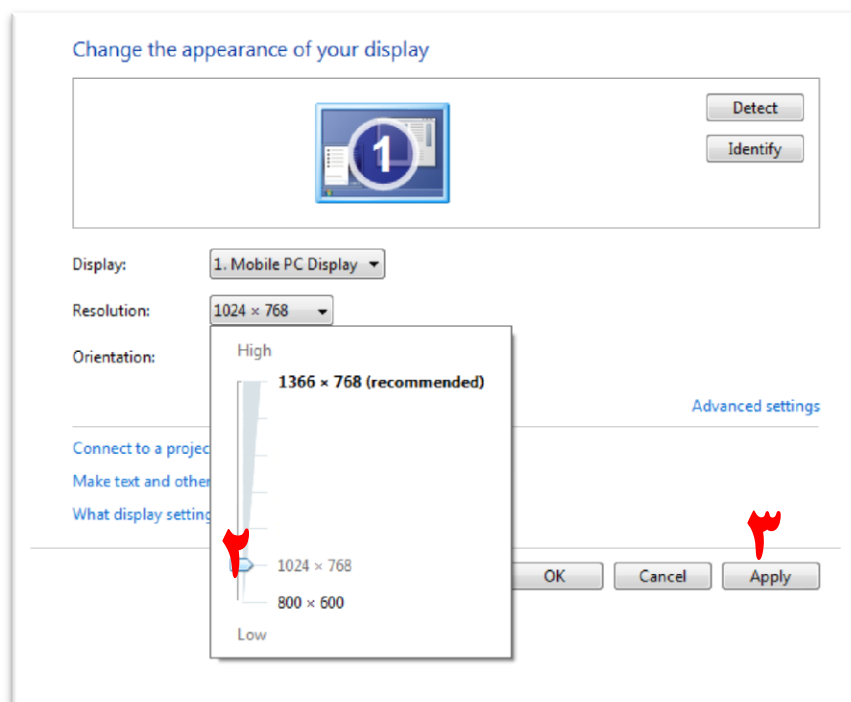 Change the appearance of your display
1
Detect
Identify
Display:
1. Mobile PC Display
Resolution:
1024 × 768
Orientation:
High
1366 × 768 (recommended)
Advanced settings
Connect to a projec
Make text and other
What display setting
۲
1024 × 768
800 × 600
Low
۳
OK
Cancel
Apply